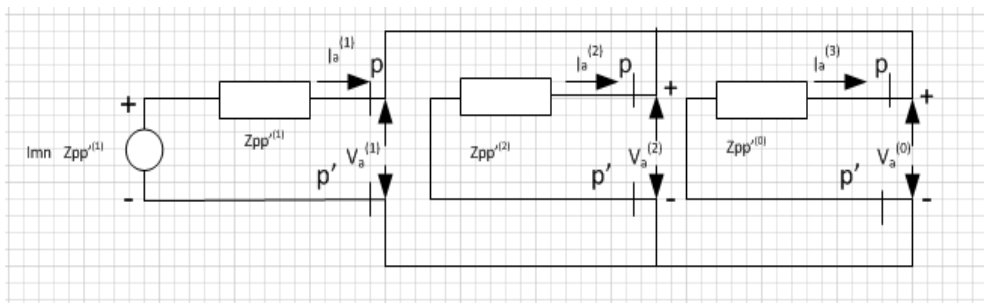 Iₐ⁽¹⁾
p
+
Imn Zpp′⁽¹⁾
-
Zpp′⁽¹⁾
p′
Vₐ⁽¹⁾
Iₐ⁽²⁾
p
+
Zpp′⁽²⁾
p′
Vₐ⁽²⁾
-
Iₐ⁽³⁾
p
+
Zpp′⁽⁰⁾
p′
Vₐ⁽⁰⁾
-